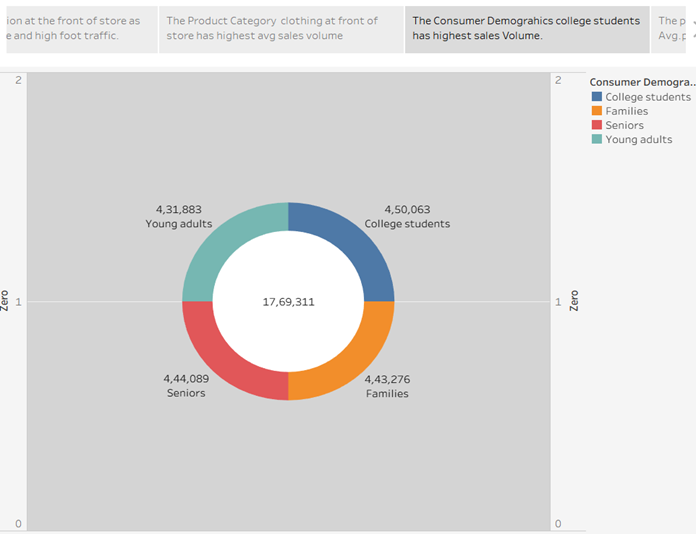 ion at the front of store as
e and high foot traffic.
The Product Category clothing at front of
store has highest avg sales volume
The Consumer Demograhics college students
has highest sales Volume.
The p
Avg.p
2
2
Consumer Demogra..
College students
Families
Seniors
Young adults
4,31,883
Young adults
4,50,063
College students
Zero
1
17,69,311
1
Zero
4,44,089
Seniors
4,43,276
Families
0
0